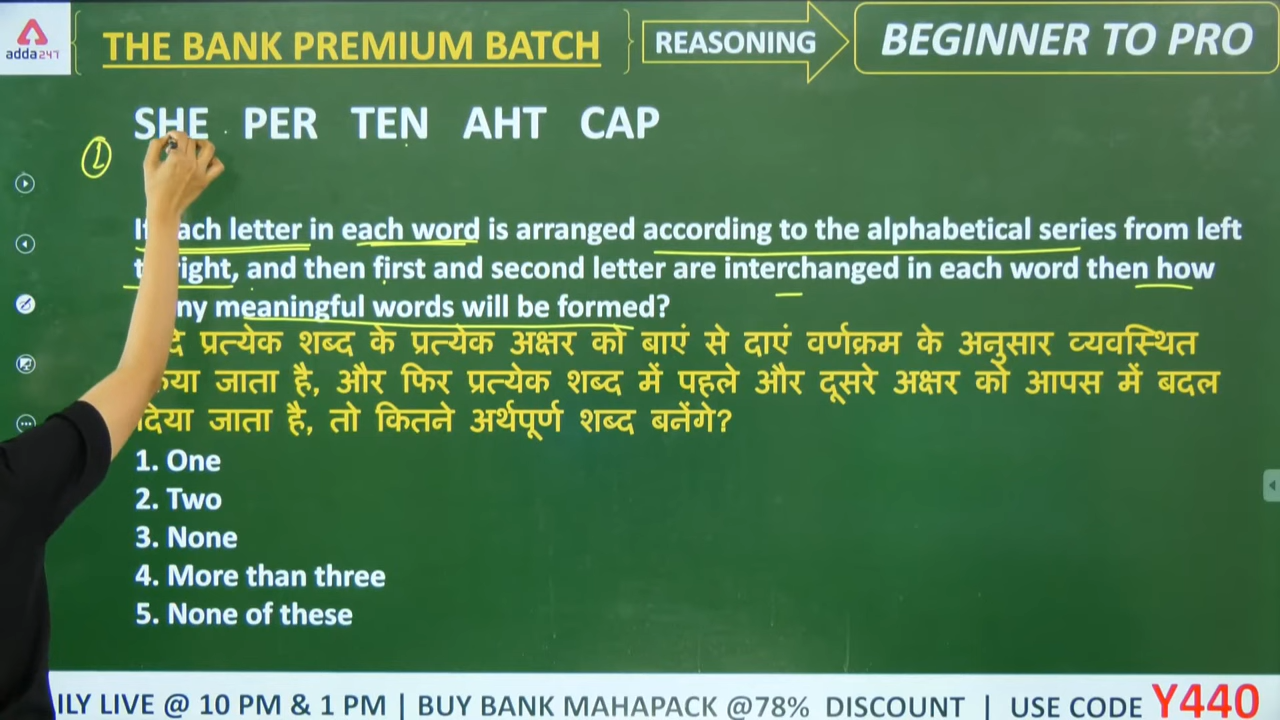 adda247
THE BANK PREMIUM BATCH
REASONING
BEGINNER TO PRO
SHE PER TEN AHT CAP
1
each letter in each word is arranged according to the alphabetical series from left
right, and then first and second letter are interchanged in each word then how
meaningful words will be formed?
प्रत्येक शब्द के प्रत्येक अक्षर को बाएं से दाएं वर्णक्रम के अनुसार व्यवस्थित
जाता है, और फिर प्रत्येक शब्द में पहले और दूसरे अक्षर को आपस में बदल
दिया जाता है, तो कितने अर्थपूर्ण शब्द बनेंगे?
1. One
2. Two
3. None
4. More than three
5. None of these
ILY LIVE @ 10 PM & 1 PM | BUY BANK MAHAPACK @78% DISCOUNT | USE CODE Y440